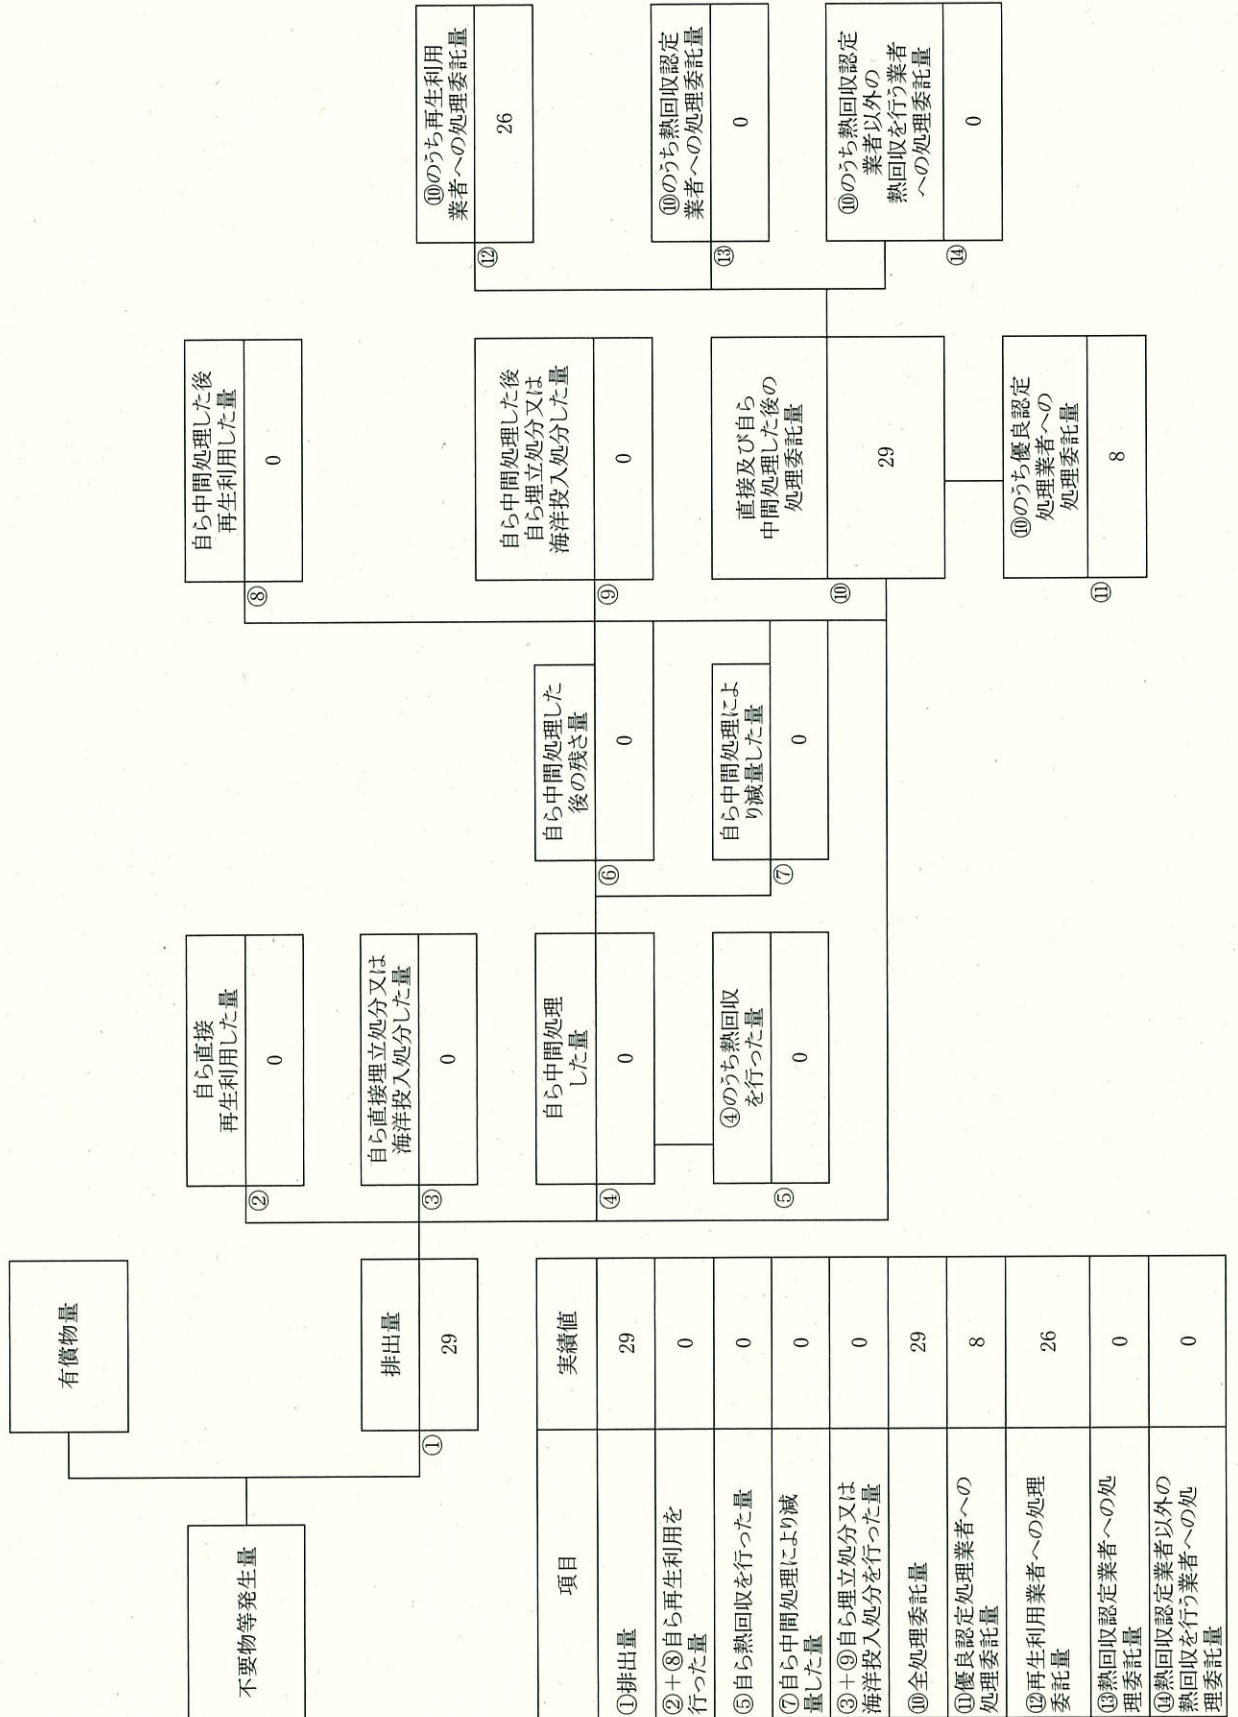 有償物量
不要物等発生量
排出量
①
29
自ら直接
再生利用した量
②
0
自ら直接埋立処分又は
海洋投入処分した量
③
0
自ら中間処理
した量
④
0
④のうち熱回収
を行った量
⑤
0
自ら中間処理した
後の残さ量
⑥
0
自ら中間処理によ
り減量した量
⑦
0
自ら中間処理した後
再生利用した量
⑧
0
自ら中間処理した後
自ら埋立処分又は
海洋投入処分した量
⑨
0
直接及び自ら
中間処理した後の
処理委託量
⑩
29
⑩のうち優良認定
処理業者への
処理委託量
⑪
8
⑩のうち再生利用
業者への処理委託量
⑫
26
⑩のうち熱回収認定
業者への処理委託量
⑬
0
⑩のうち熱回収認定
業者以外の
熱回収を行う業者
への処理委託量
⑭
0
項目 実績値
①排出量 29
②+⑧自ら再生利用を
行った量 0
⑤自ら熱回収を行った量 0
⑦自ら中間処理により減
量した量 0
③+⑨自ら埋立処分又は
海洋投入処分を行った量 0
⑩全処理委託量 29
⑪優良認定処理業者への
処理委託量 8
⑫再生利用業者への処理
委託量 26
⑬熱回収認定業者への処
理委託量 0
⑭熱回収認定業者以外の
熱回収を行う業者への処
理委託量 0